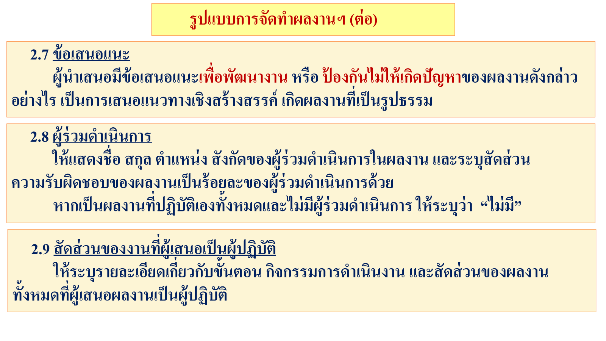 รูปแบบการจัดทำผลงานฯ (ต่อ)
2.7 ข้อเสนอแนะ
ผู้นำเสนอมีข้อเสนอแนะเพื่อพัฒนางาน หรือ ป้องกันไม่ให้เกิดปัญหาของผลงานดังกล่าว
อย่างไร เป็นการเสนอแนวทางเชิงสร้างสรรค์ เกิดผลงานที่เป็นรูปธรรม
2.8 ผู้ร่วมดำเนินการ
ให้แสดงชื่อ สกุล ตำแหน่ง สังกัดของผู้ร่วมดำเนินการในผลงาน และระบุสัดส่วน
ความรับผิดชอบของผลงานเป็นร้อยละของผู้ร่วมดำเนินการด้วย
หากเป็นผลงานที่ปฏิบัติเองทั้งหมดและไม่มีผู้ร่วมดำเนินการ ให้ระบุว่า “ไม่มี”
2.9 สัดส่วนของงานที่ผู้เสนอเป็นผู้ปฏิบัติ
ให้ระบุรายละเอียดเกี่ยวกับขั้นตอน กิจกรรมการดำเนินงาน และสัดส่วนของผลงาน
ทั้งหมดที่ผู้เสนอผลงานเป็นผู้ปฏิบัติ